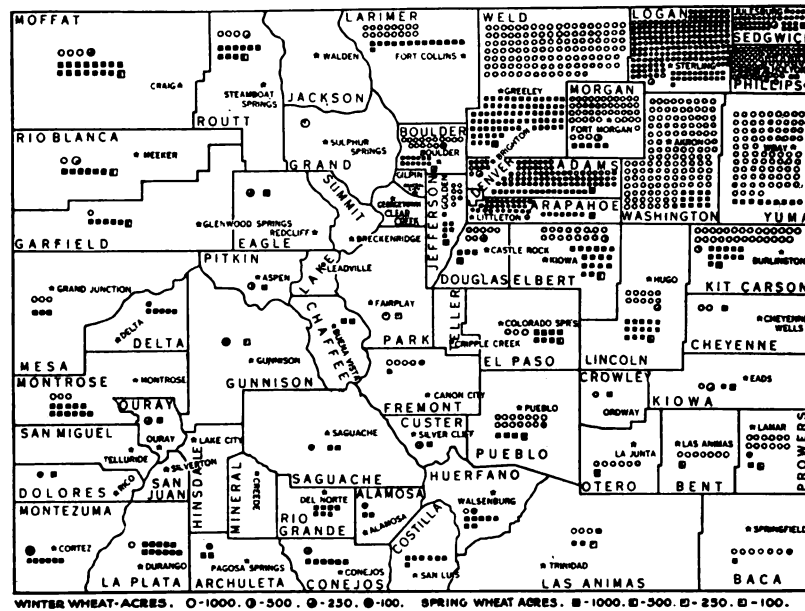 MOFFAT
CRAIG
ROUTT
STEAMBOAT
SPRINGS
JACKSON
WALDEN
LARIMER
FORT COLLINS
WELD
GREELEY
LOGAN
STERLING
SEDGWICK
PHILLIPS
MORGAN
FORT MORGAN
RIO BLANCA
MEEKER
GRAND
SULPHUR
SPRINGS
BOULDER
BOULDER
GILPIN
BRIGHTON
ADAMS
DENVER
WASHINGTON
AKRON
YUMA
WRAY
GARFIELD
GLENWOOD SPRINGS
EAGLE
REDCLIFF
SUMMIT
BRECKENRIDGE
GEORGETOWN
CLEAR
CREEK
JEFFERSON
GOLDEN
LITTLETON
ARAPAHOE
PITKIN
ASPEN
LAKE
LEADVILLE
DOUGLAS
CASTLE ROCK
ELBERT
KIOWA
HUGO
LINCOLN
KIT CARSON
BURLINGTON
MESA
GRAND JUNCTION
DELTA
DELTA
CHAFFEE
BUENA VISTA
PARK
FAIRPLAY
TELLER
CRIPPLE CREEK
EL PASO
COLORADO SPR'S
CHEYENNE
CHEYENNE
WELLS
MONTROSE
MONTROSE
GUNNISON
GUNNISON
FREMONT
CANON CITY
CROWLEY
ORDWAY
KIOWA
EADS
OURAY
OURAY
SAN MIGUEL
TELLURIDE
LAKE CITY
HINSDALE
SAGUACHE
SAGUACHE
CUSTER
SILVER CLIFF
PUEBLO
PUEBLO
LA JUNTA
OTERO
LAS ANIMAS
BENT
LAMAR
PROWERS
DOLORES
RICO
SILVERTON
SAN
JUAN
MINERAL
CREEDE
RIO
GRANDE
DEL NORTE
ALAMOSA
ALAMOSA
COSTILLA
HUERFANO
WALSENBURG
MONTEZUMA
CORTEZ
LA PLATA
DURANGO
ARCHULETA
PAGOSA SPRINGS
CONEJOS
CONEJOS
SAN LUIS
LAS ANIMAS
TRINIDAD
BACA
SPRINGFIELD
WINTER WHEAT-ACRES. -1000. -500. -250. -100. SPRING WHEAT ACRES. -1000. -500. -250. -100.